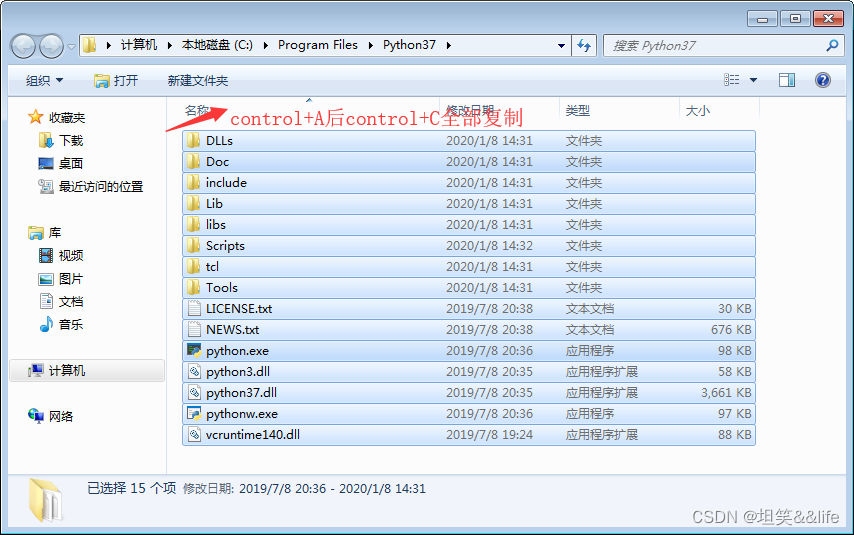 计算机 本地磁盘 (C:) Program Files Python37
搜索 Python37
组织 打开 新建文件夹
名称 修改日期 类型 大小
control+A后control+C全部复制
收藏夹
下载
桌面
最近访问的位置
库
视频
图片
文档
音乐
计算机
网络
DLLs 2020/1/8 14:31 文件夹
Doc 2020/1/8 14:31 文件夹
include 2020/1/8 14:31 文件夹
Lib 2020/1/8 14:31 文件夹
libs 2020/1/8 14:31 文件夹
Scripts 2020/1/8 14:32 文件夹
tcl 2020/1/8 14:31 文件夹
Tools 2020/1/8 14:31 文件夹
LICENSE.txt 2019/7/8 20:38 文本文档 30 KB
NEWS.txt 2019/7/8 20:38 文本文档 676 KB
python.exe 2019/7/8 20:36 应用程序 98 KB
python3.dll 2019/7/8 20:35 应用程序扩展 58 KB
python37.dll 2019/7/8 20:35 应用程序扩展 3,661 KB
pythonw.exe 2019/7/8 20:36 应用程序 97 KB
vcruntime140.dll 2019/7/8 19:24 应用程序扩展 88 KB
已选择 15 个项 修改日期: 2019/7/8 20:36 - 2020/1/8 14:31
CSDN @坦笑&&life